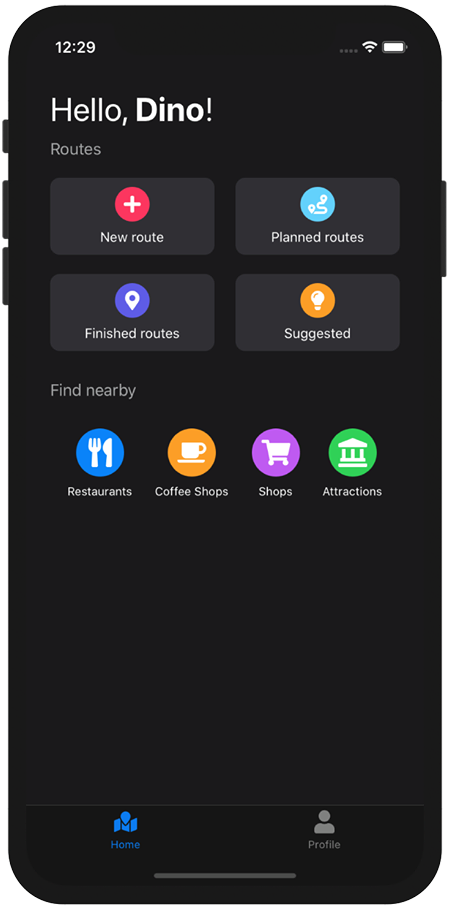 12:29
Hello, Dino!
Routes
New route
Planned routes
Finished routes
Suggested
Find nearby
Restaurants
Coffee Shops
Shops
Attractions
Home
Profile